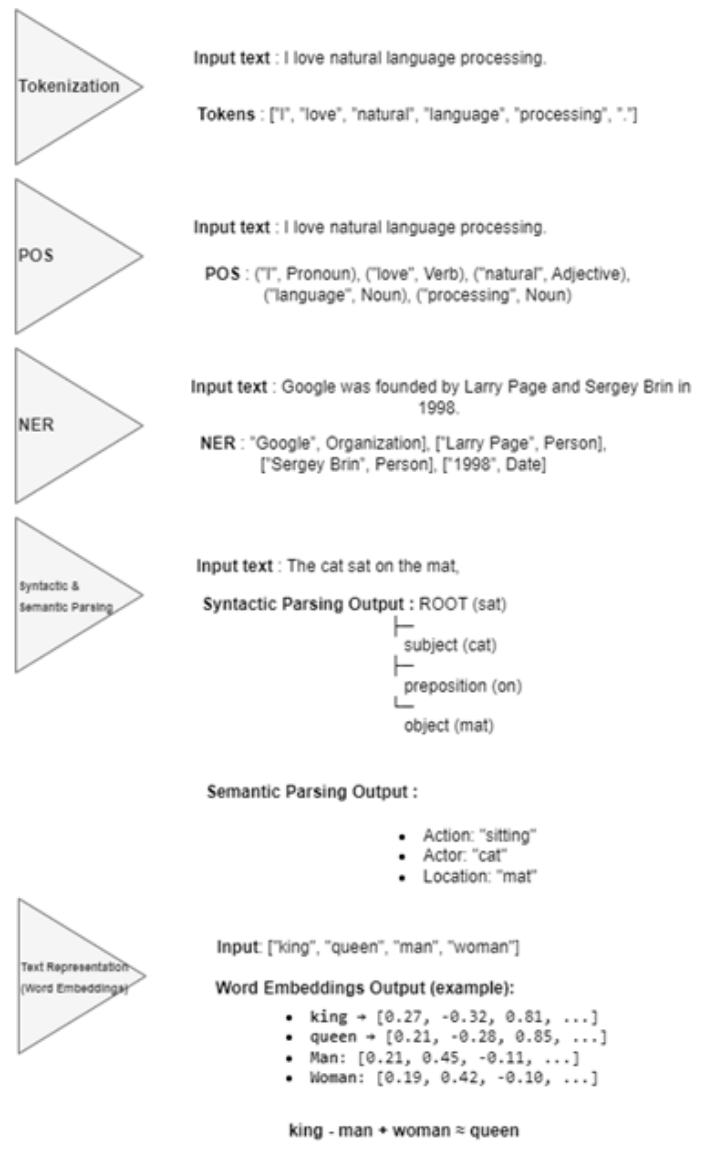 Tokenization
Input text : I love natural language processing.
Tokens : ["I", "love", "natural", "language", "processing", "."]
POS
Input text : I love natural language processing.
POS : ("I", Pronoun), ("love", Verb), ("natural", Adjective),
("language", Noun), ("processing", Noun)
NER
Input text : Google was founded by Larry Page and Sergey Brin in
1998.
NER : "Google", Organization], ["Larry Page", Person],
["Sergey Brin", Person], ["1998", Date]
Syntactic &
Semantic Parsing
Input text : The cat sat on the mat,
Syntactic Parsing Output : ROOT (sat)
├─
subject (cat)
├─
preposition (on)
└─
object (mat)
Semantic Parsing Output :
• Action: "sitting"
• Actor: "cat"
• Location: "mat"
Text Representation
(Word Embeddings)
Input: ["king", "queen", "man", "woman"]
Word Embeddings Output (example):
• king → [0.27, -0.32, 0.81, ...]
• queen → [0.21, -0.28, 0.85, ...]
• Man: [0.21, 0.45, -0.11, ...]
• Woman: [0.19, 0.42, -0.10, ...]
king - man + woman ≈ queen